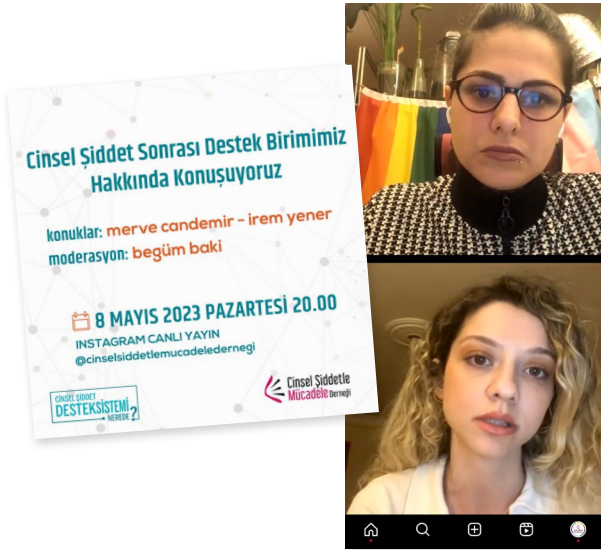 Cinsel Şiddet Sonrası Destek Birimimiz
Hakkında Konuşuyoruz
konuklar: merve candemir - irem yener
moderasyon: begüm baki
8 MAYIS 2023 PAZARTESİ 20.00
INSTAGRAM CANLI YAYIN
@cinselsiddetlemucadeledernegi
CİNSEL ŞİDDET
DESTEKSİSTEMİ
NEREDE?
Cinsel Şiddetle
Mücadele Derneği